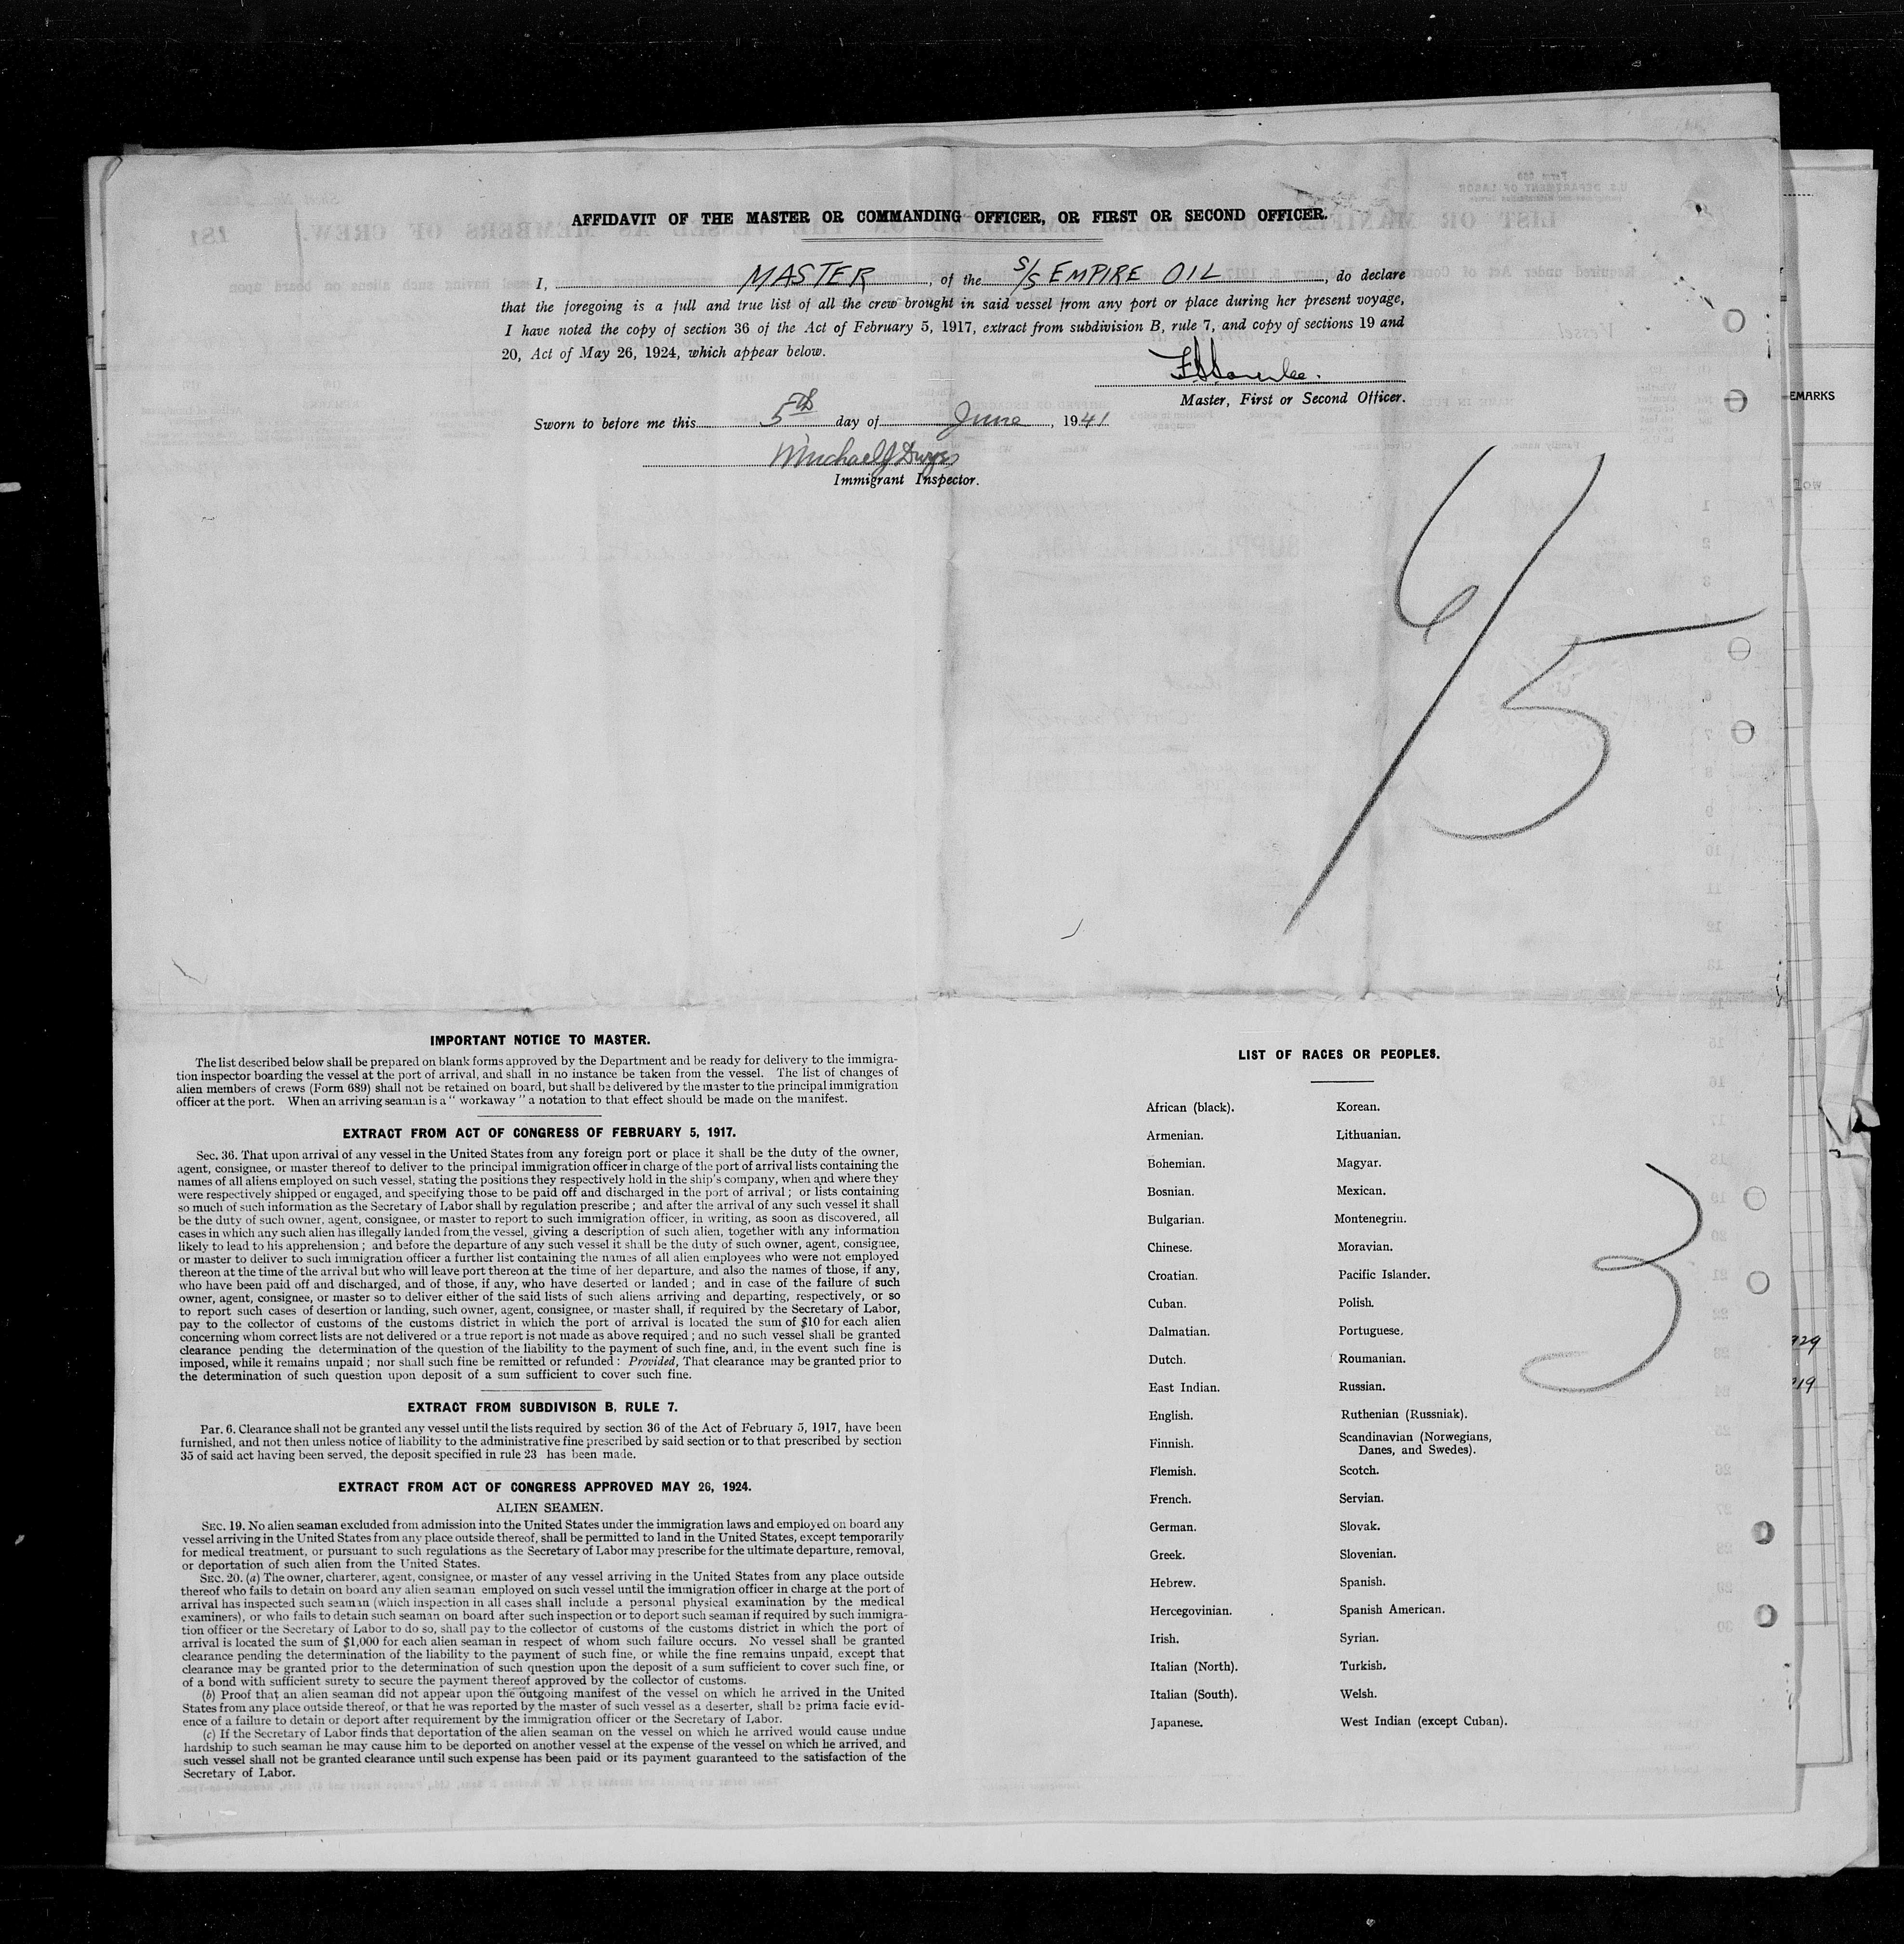 AFFIDAVIT OF THE MASTER OR COMMANDING OFFICER, OR FIRST OR SECOND OFFICER.
I, MASTER, of the S/S EMPIRE OIL, do declare
that the foregoing is a full and true list of all the crew brought in said vessel from any port or place during her present voyage,
I have noted the copy of section 36 of the Act of February 5, 1917, extract from subdivision B, rule 7, and copy of sections 19 and
20, Act of May 26, 1924, which appear below.
Master, First or Second Officer.
Sworn to before me this 5th day of June, 1941
Michael J Dwyer
Immigrant Inspector.
6/5
IMPORTANT NOTICE TO MASTER.
The list described below shall be prepared on blank forms approved by the Department and be ready for delivery to the immigra-
tion inspector boarding the vessel at the port of arrival, and shall in no instance be taken from the vessel. The list of changes of
alien members of crews (Form 689) shall not be retained on board, but shall be delivered by the master to the principal immigration
officer at the port. When an arriving seaman is a " workaway " a notation to that effect should be made on the manifest.
EXTRACT FROM ACT OF CONGRESS OF FEBRUARY 5, 1917.
Sec. 36. That upon arrival of any vessel in the United States from any foreign port or place it shall be the duty of the owner,
agent, consignee, or master thereof to deliver to the principal immigration officer in charge of the port of arrival lists containing the
names of all aliens employed on such vessel, stating the positions they respectively hold in the ship's company, when and where they
were respectively shipped or engaged, and specifying those to be paid off and discharged in the port of arrival ; or lists containing
so much of such information as the Secretary of Labor shall by regulation prescribe ; and after the arrival of any such vessel it shall
be the duty of such owner, agent, consignee, or master to report to such immigration officer, in writing, as soon as discovered, all
cases in which any such alien has illegally landed from the vessel, giving a description of such alien, together with any information
likely to lead to his apprehension ; and before the departure of any such vessel it shall be the duty of such owner, agent, consignee,
or master to deliver to such immigration officer a further list containing the names of all alien employees who were not employed
thereon at the time of the arrival but who will leave port thereon at the time of her departure, and also the names of those, if any,
who have been paid off and discharged, and of those, if any, who have deserted or landed ; and in case of the failure of such
owner, agent, consignee, or master so to deliver either of the said lists of such aliens arriving and departing, respectively, or so
to report such cases of desertion or landing, such owner, agent, consignee, or master shall, if required by the Secretary of Labor,
pay to the collector of customs of the customs district in which the port of arrival is located the sum of $10 for each alien
concerning whom correct lists are not delivered or a true report is not made as above required ; and no such vessel shall be granted
clearance pending the determination of the question of the liability to the payment of such fine, and, in the event such fine is
imposed, while it remains unpaid ; nor shall such fine be remitted or refunded : Provided, That clearance may be granted prior to
the determination of such question upon deposit of a sum sufficient to cover such fine.
EXTRACT FROM SUBDIVISON B, RULE 7.
Par. 6. Clearance shall not be granted any vessel until the lists required by section 36 of the Act of February 5, 1917, have been
furnished, and not then unless notice of liability to the administrative fine prescribed by said section or to that prescribed by section
35 of said act having been served, the deposit specified in rule 23 has been made.
EXTRACT FROM ACT OF CONGRESS APPROVED MAY 26, 1924.
ALIEN SEAMEN.
SEC. 19. No alien seaman excluded from admission into the United States under the immigration laws and employed on board any
vessel arriving in the United States from any place outside thereof, shall be permitted to land in the United States, except temporarily
for medical treatment, or pursuant to such regulations as the Secretary of Labor may prescribe for the ultimate departure, removal,
or deportation of such alien from the United States.
SEC. 20. (a) The owner, charterer, agent, consignee, or master of any vessel arriving in the United States from any place outside
thereof who fails to detain on board any alien seaman employed on such vessel until the immigration officer in charge at the port of
arrival has inspected such seaman (which inspection in all cases shall include a personal physical examination by the medical
examiners), or who fails to detain such seaman on board after such inspection or to deport such seaman if required by such immigra-
tion officer or the Secretary of Labor to do so, shall pay to the collector of customs of the customs district in which the port of
arrival is located the sum of $1,000 for each alien seaman in respect of whom such failure occurs. No vessel shall be granted
clearance pending the determination of the liability to the payment of such fine, or while the fine remains unpaid, except that
clearance may be granted prior to the determination of such question upon the deposit of a sum sufficient to cover such fine, or
of a bond with sufficient surety to secure the payment thereof approved by the collector of customs.
(b) Proof that an alien seaman did not appear upon the outgoing manifest of the vessel on which he arrived in the United
States from any place outside thereof, or that he was reported by the master of such vessel as a deserter, shall be prima facie evid-
ence of a failure to detain or deport after requirement by the immigration officer or the Secretary of Labor.
(c) If the Secretary of Labor finds that deportation of the alien seaman on the vessel on which he arrived would cause undue
hardship to such seaman he may cause him to be deported on another vessel at the expense of the vessel on which he arrived, and
such vessel shall not be granted clearance until such expense has been paid or its payment guaranteed to the satisfaction of the
Secretary of Labor.
LIST OF RACES OR PEOPLES.
African (black).
Armenian.
Bohemian.
Bosnian.
Bulgarian.
Chinese.
Croatian.
Cuban.
Dalmatian.
Dutch.
East Indian.
English.
Finnish.
Flemish.
French.
German.
Greek.
Hebrew.
Hercegovinian.
Irish.
Italian (North).
Italian (South).
Japanese.
Korean.
Lithuanian.
Magyar.
Mexican.
Montenegrin.
Moravian.
Pacific Islander.
Polish.
Portuguese.
Roumanian.
Russian.
Ruthenian (Russniak).
Scandinavian (Norwegians,
Danes, and Swedes).
Scotch.
Servian.
Slovak.
Slovenian.
Spanish.
Spanish American.
Syrian.
Turkish.
Welsh.
West Indian (except Cuban).
3
EMARKS